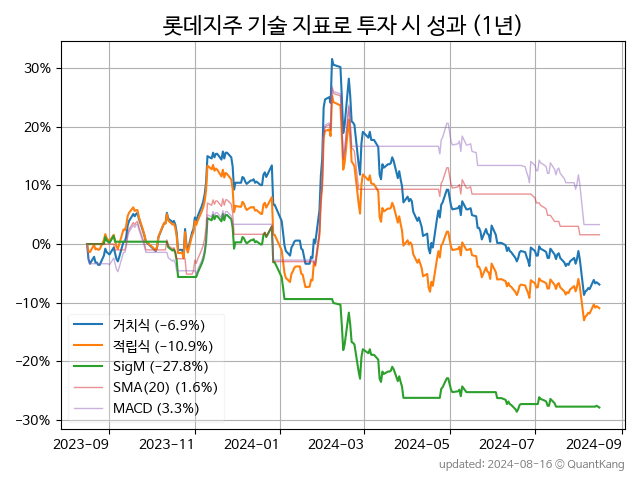 롯데지주 기술 지표로 투자 시 성과 (1년)
30%
20%
10%
0%
−10%
−20%
−30%
거치식 (−6.9%)
적립식 (−10.9%)
SigM (−27.8%)
SMA(20) (1.6%)
MACD (3.3%)
2023−09 2023−11 2024−01 2024−03 2024−05 2024−07 2024−09
updated: 2024−08−16 © QuantKang